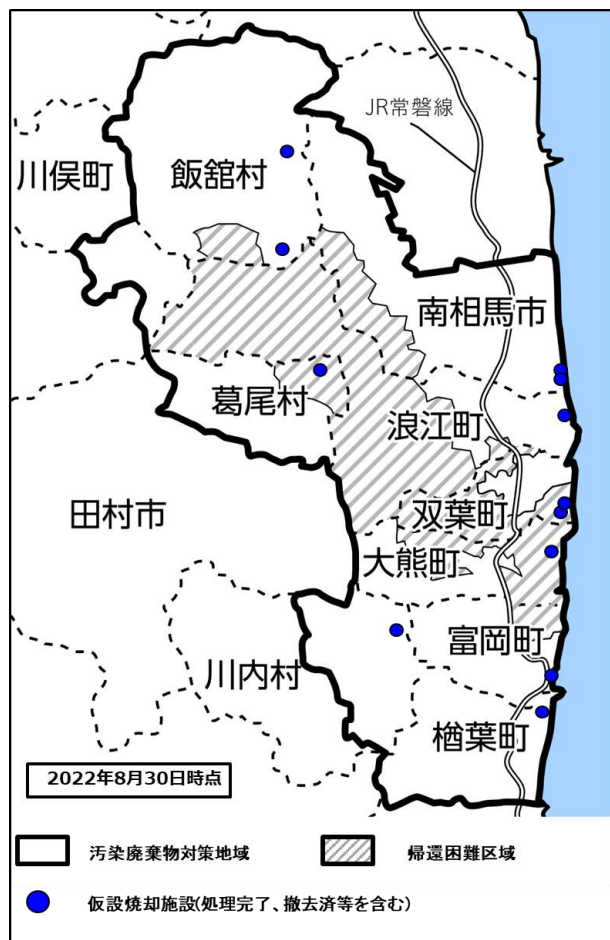 JR常磐線
川俣町
飯舘村
南相馬市
葛尾村
浪江町
田村市
双葉町
大熊町
富岡町
川内村
楢葉町
2022年8月30日時点
汚染廃棄物対策地域
帰還困難区域
仮設焼却施設(処理完了、撤去済等を含む)